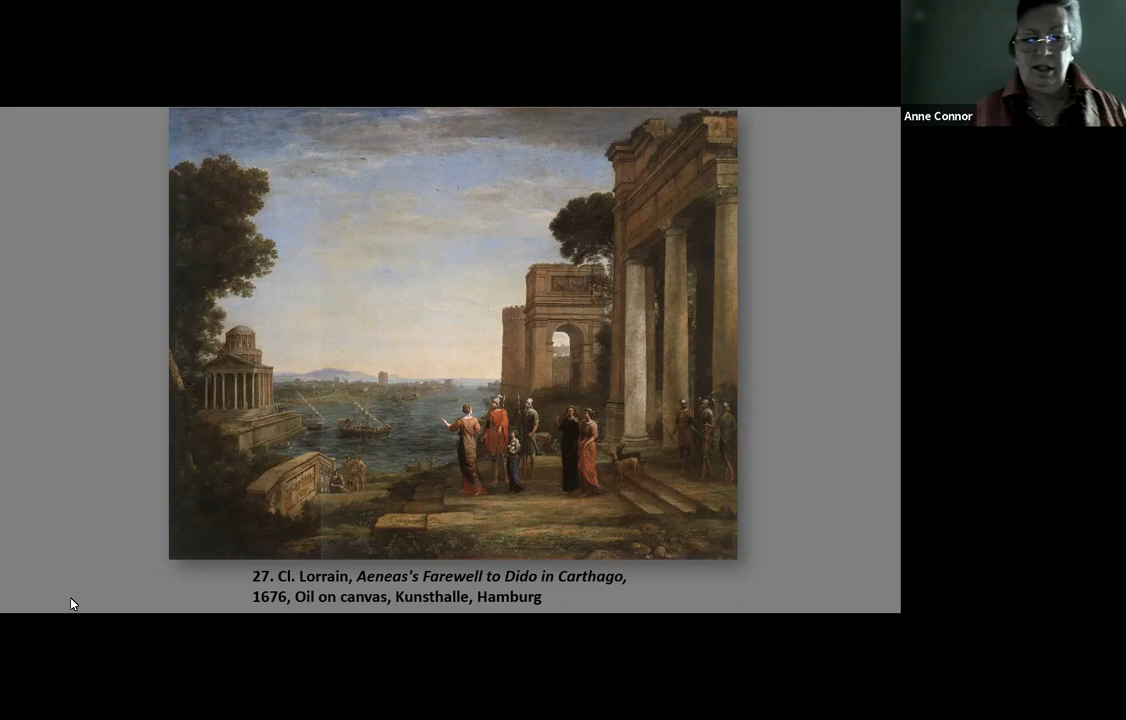 Anne Connor
27. Cl. Lorrain, Aeneas's Farewell to Dido in Carthago,
1676, Oil on canvas, Kunsthalle, Hamburg